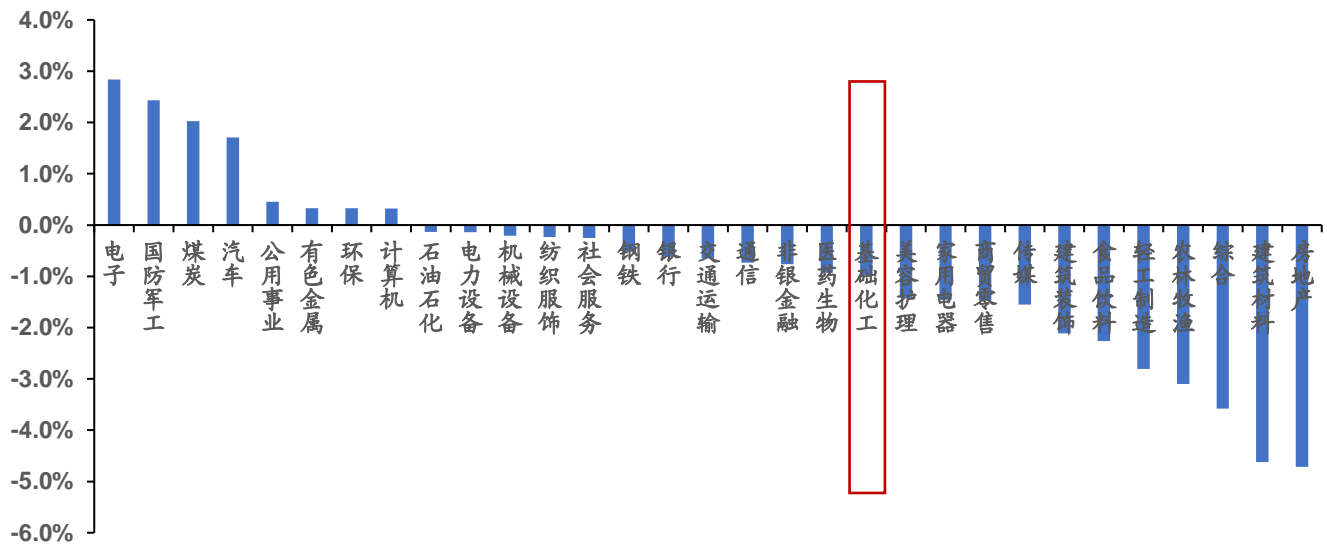 4.0%
3.0%
2.0%
1.0%
0.0%
-1.0%
-2.0%
-3.0%
-4.0%
-5.0%
-6.0%
电子
国防军工
煤炭
汽车
公用事业
有色金属
环保
计算机
石油石化
电力设备
机械设备
纺织服饰
社会服务
钢铁
银行
交通运输
通信
非银金融
医药生物
基础化工
美容护理
家用电器
商贸零售
传媒
建筑装饰
食品饮料
轻工制造
农林牧渔
综合
建筑材料
房地产